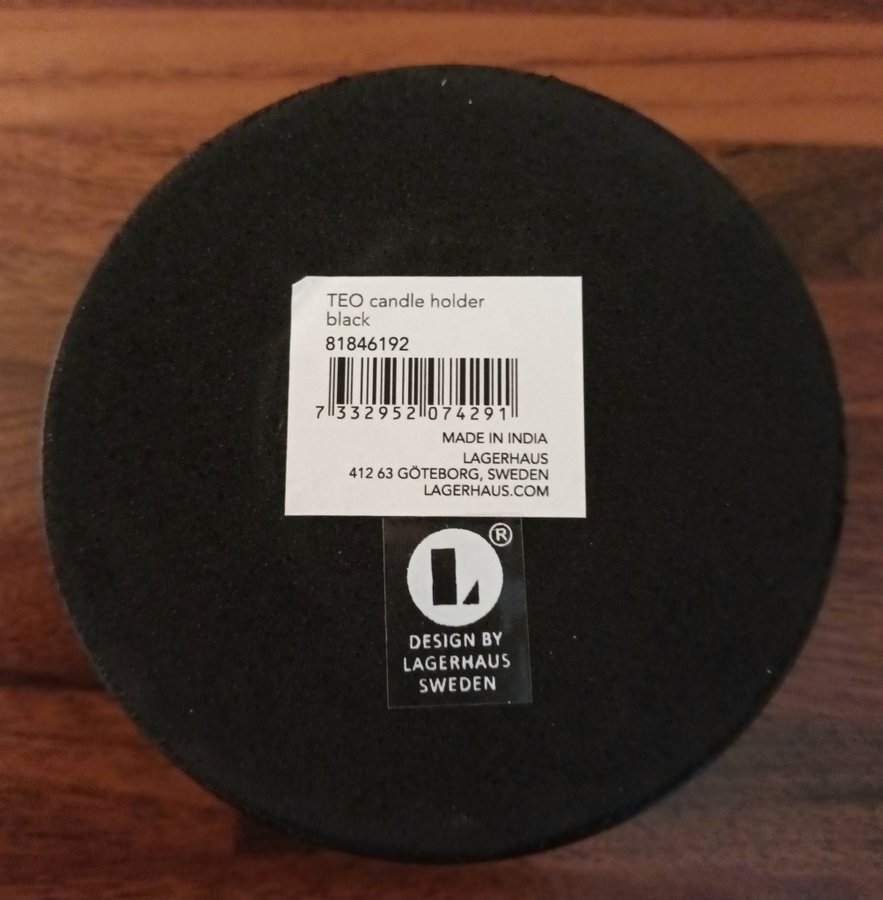 TEO candle holder
black
81846192
7 332952 074291
MADE IN INDIA
LAGERHAUS
412 63 GÖTEBORG, SWEDEN
LAGERHAUS.COM
L®
DESIGN BY
LAGERHAUS
SWEDEN